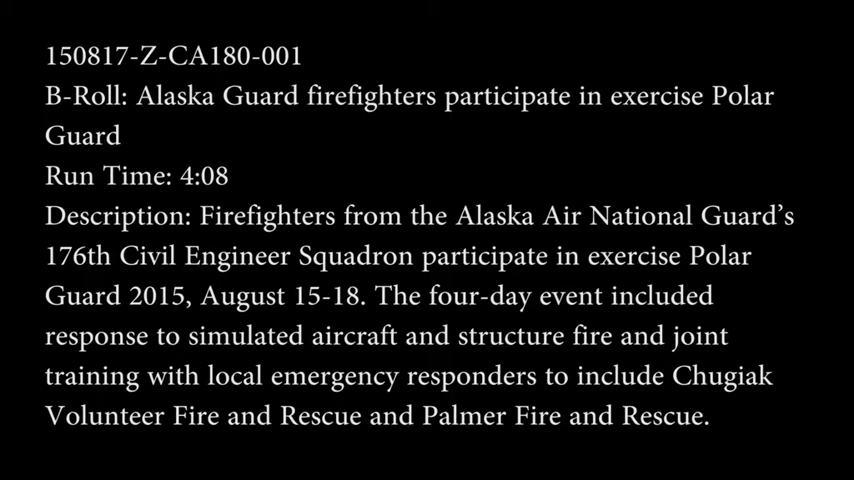 150817-Z-CA180-001
B-Roll: Alaska Guard firefighters participate in exercise Polar
Guard
Run Time: 4:08
Description: Firefighters from the Alaska Air National Guard’s
176th Civil Engineer Squadron participate in exercise Polar
Guard 2015, August 15-18. The four-day event included
response to simulated aircraft and structure fire and joint
training with local emergency responders to include Chugiak
Volunteer Fire and Rescue and Palmer Fire and Rescue.